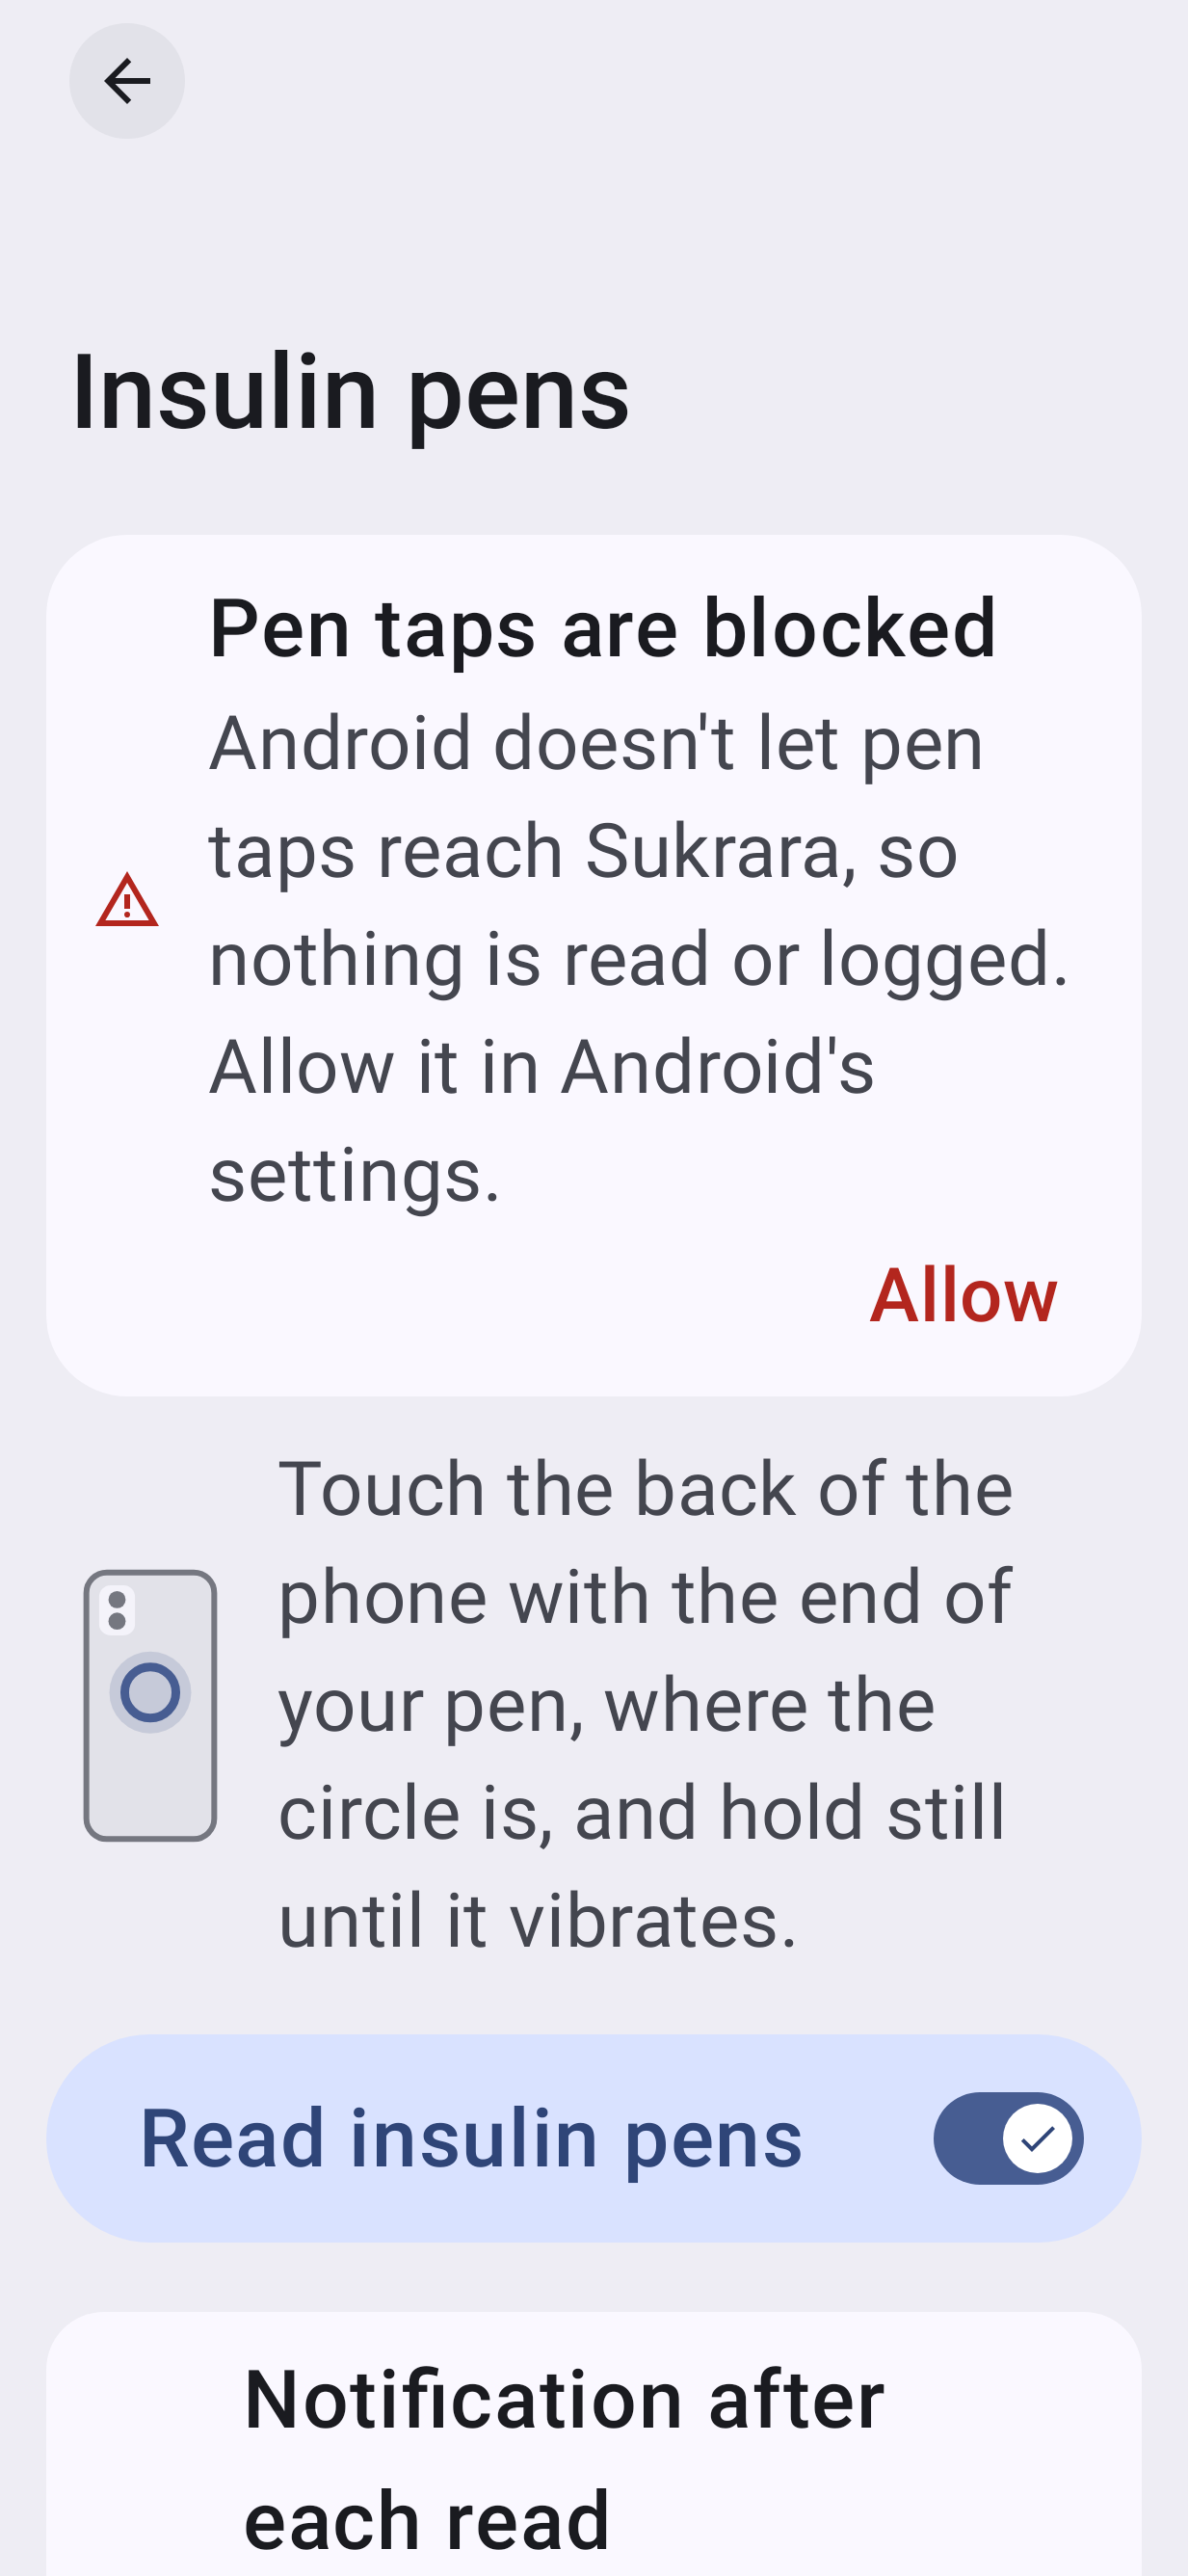 Insulin pens
Pen taps are blocked
Android doesn't let pen
taps reach Sukrara, so
nothing is read or logged.
Allow it in Android's
settings.
Allow
Touch the back of the
phone with the end of
your pen, where the
circle is, and hold still
until it vibrates.
Read insulin pens
Notification after
each read